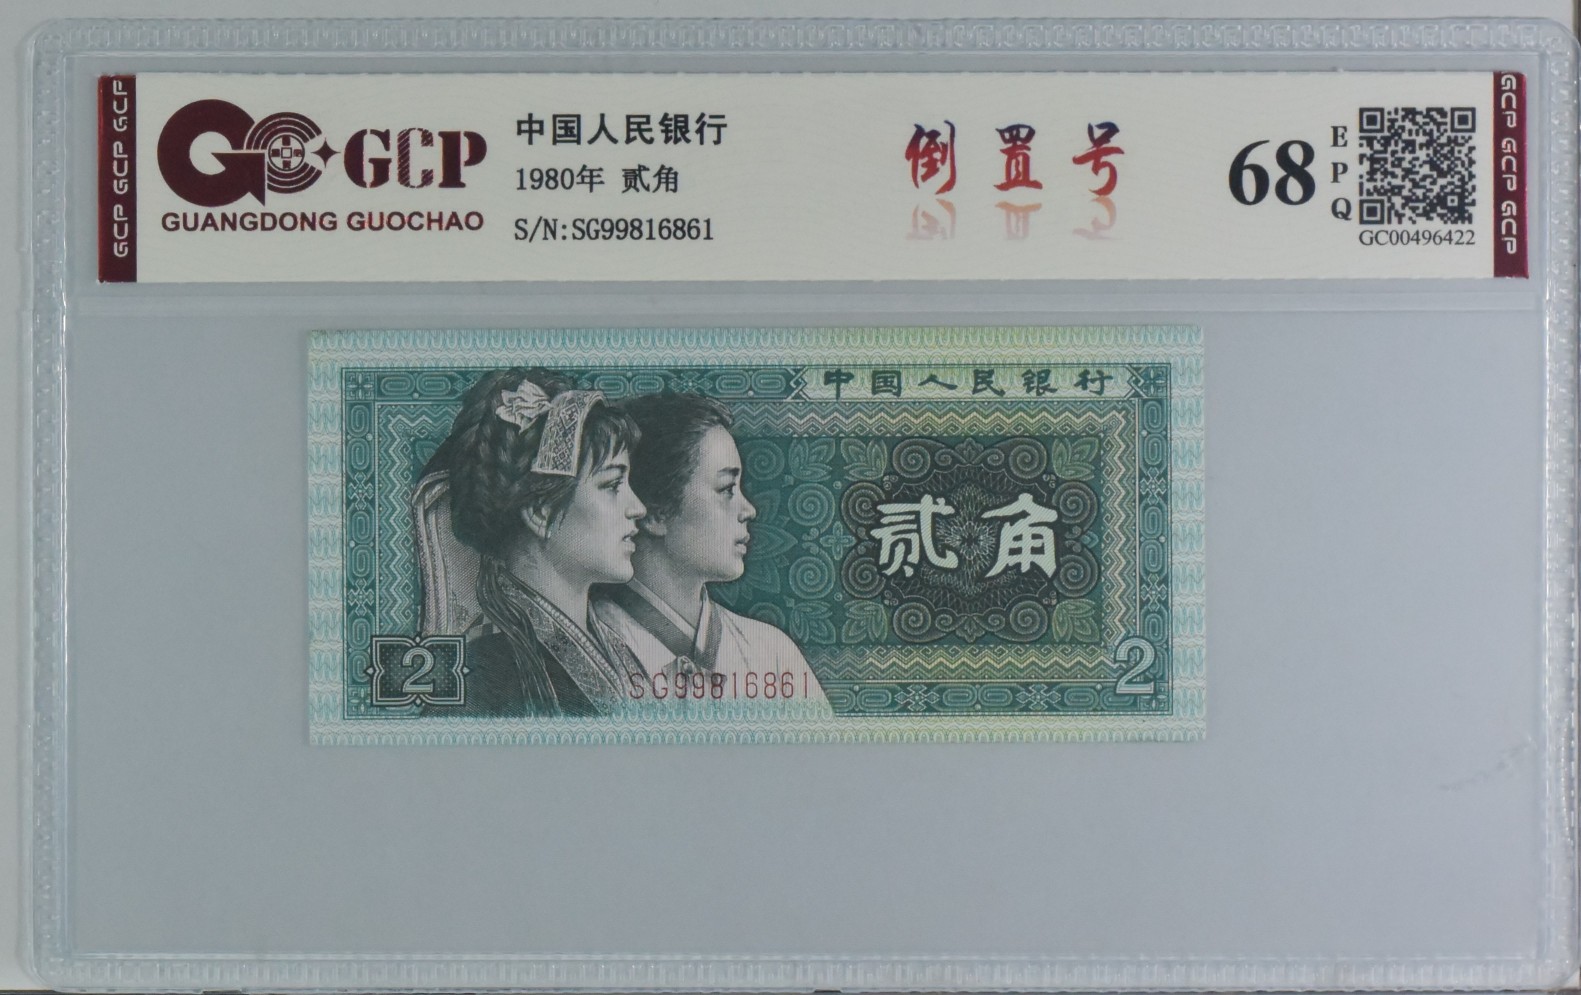 GCP GCP GCP
GCP
GUANGDONG GUOCHAO
中国人民银行
1980年 贰角
S/N:SG99816861
倒置号
68
EPQ
GC00496422
GCP GCP GCP
中国人民银行
贰角
2
SG99816861
2